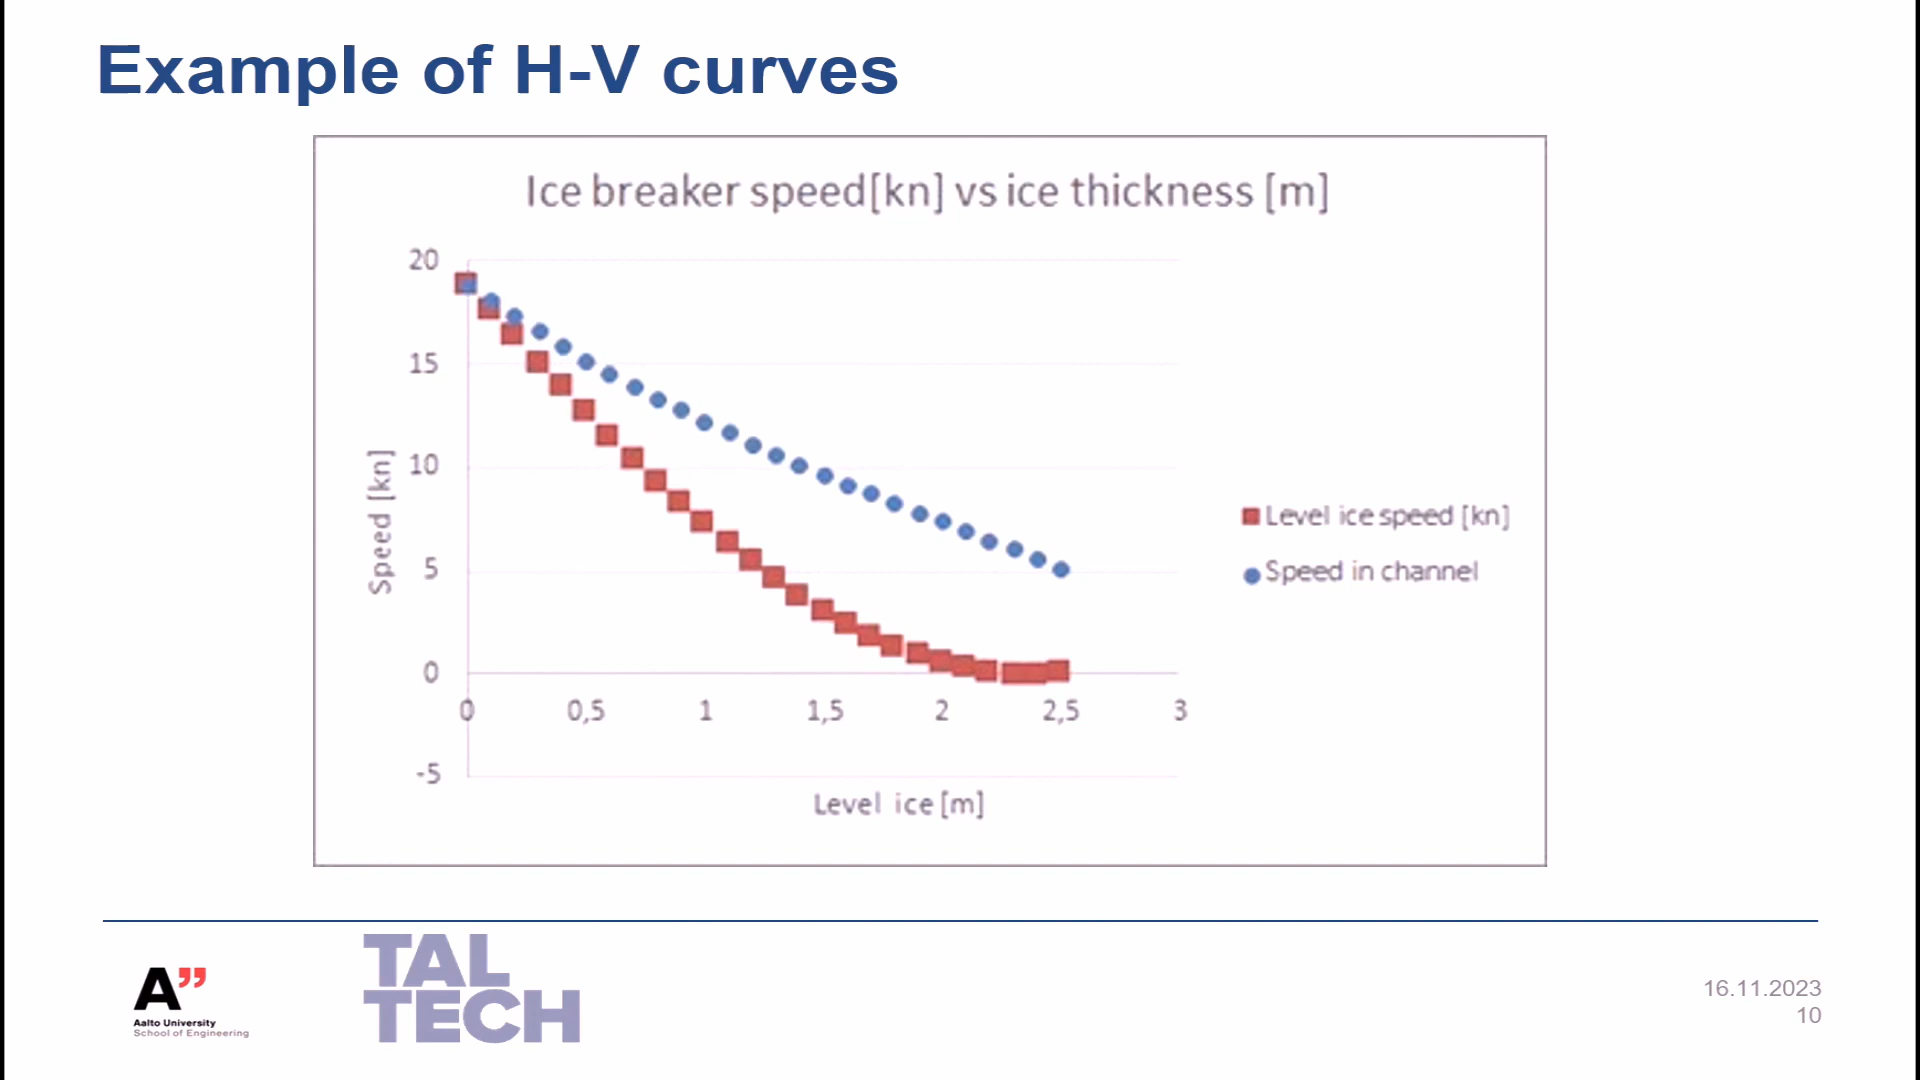 Example of H-V curves
Ice breaker speed[kn] vs ice thickness [m]
20
15
10
5
0
-5
Speed [kn]
0 0,5 1 1,5 2 2,5 3
Level ice [m]
Level ice speed [kn]
Speed in channel
A”
Aalto University
School of Engineering
TAL
TECH
16.11.2023
10